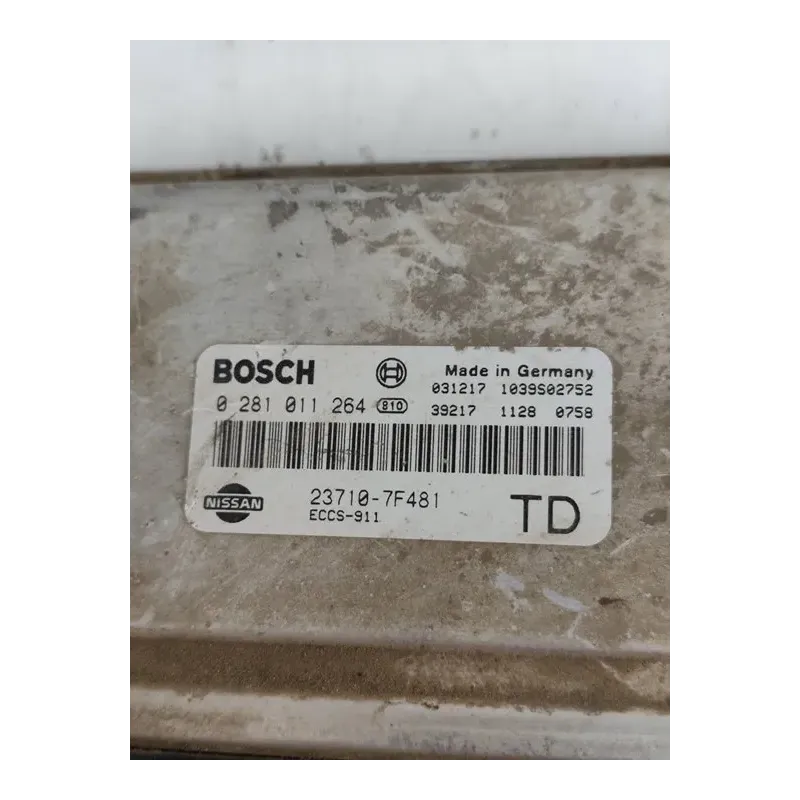 BOSCH
Made in Germany
031217 1039S02752
0 281 011 264 810
39217 1128 0758
NISSAN
23710-7F481
ECCS-911
TD